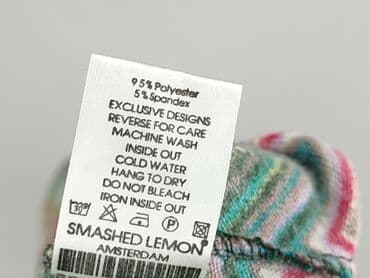 95% Polyester
5% Spandex
EXCLUSIVE DESIGNS
REVERSE FOR CARE
MACHINE WASH
INSIDE OUT
COLD WATER
HANG TO DRY
DO NOT BLEACH
IRON INSIDE OUT
30°
SMASHED LEMON
AMSTERDAM